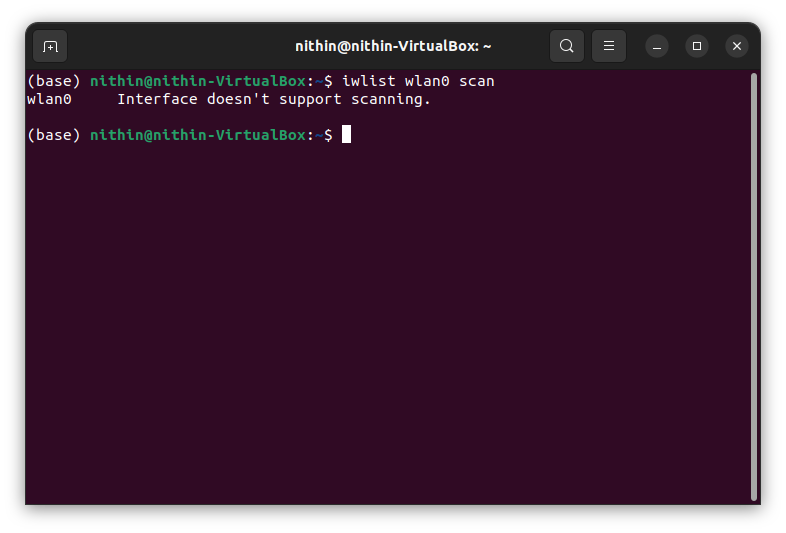 nithin@nithin-VirtualBox: ~
(base) nithin@nithin-VirtualBox:~$ iwlist wlan0 scan
wlan0     Interface doesn't support scanning.
(base) nithin@nithin-VirtualBox:~$